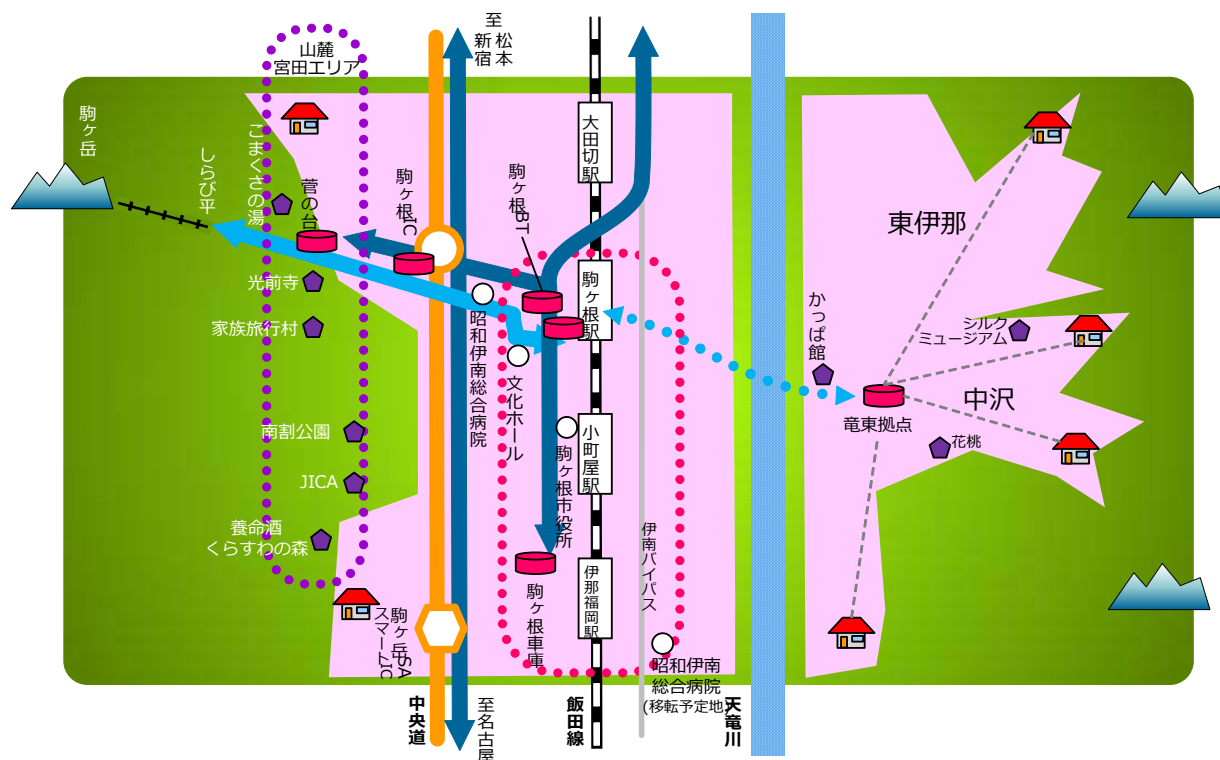 至
新宿
松本
山麓
宮田エリア
駒ヶ岳
しらび平
こまくさの湯
菅の台
駒ヶ根IC
駒ヶ根BT
大田切駅
光前寺
家族旅行村
南割公園
JICA
養命酒
くらすわの森
昭和伊南総合病院
文化ホール
駒ヶ根駅
小町屋駅
駒ヶ根市役所
伊那福岡駅
駒ヶ根車庫
駒ヶ岳SA
スマートIC
伊南バイパス
昭和伊南
総合病院
(移転予定地)
中央道
至名古屋
飯田線
天竜川
東伊那
かっぱ館
シルク
ミュージアム
中沢
竜東拠点
花桃